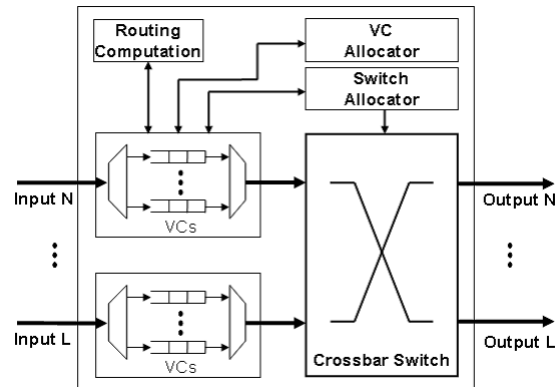 Routing
Computation
VC
Allocator
Switch
Allocator
Input N
VCs
Output N
Input L
VCs
Crossbar Switch
Output L